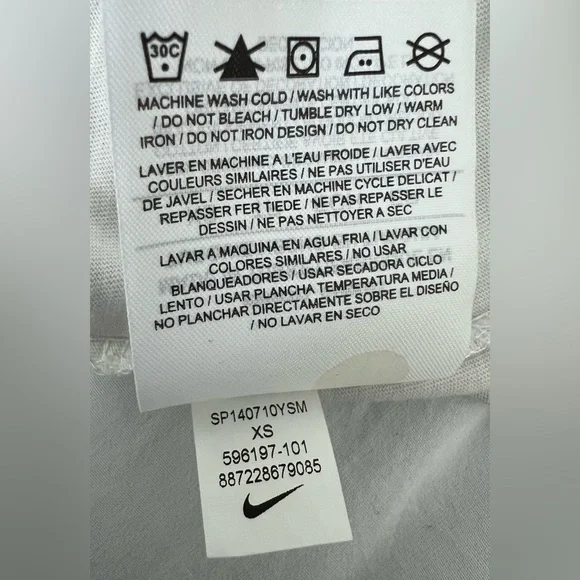 30C
MACHINE WASH COLD / WASH WITH LIKE COLORS
/ DO NOT BLEACH / TUMBLE DRY LOW / WARM
IRON / DO NOT IRON DESIGN / DO NOT DRY CLEAN
LAVER EN MACHINE A L'EAU FROIDE / LAVER AVEC
COULEURS SIMILAIRES / NE PAS UTILISER D'EAU
DE JAVEL / SECHER EN MACHINE CYCLE DELICAT /
REPASSER FER TIEDE / NE PAS REPASSER LE
DESSIN / NE PAS NETTOYER A SEC
LAVAR A MAQUINA EN AGUA FRIA / LAVAR CON
COLORES SIMILARES / NO USAR
BLANQUEADORES / USAR SECADORA CICLO
LENTO / USAR PLANCHA TEMPERATURA MEDIA /
NO PLANCHAR DIRECTAMENTE SOBRE EL DISEÑO
/ NO LAVAR EN SECO
SP140710YSM
XS
596197-101
887228679085